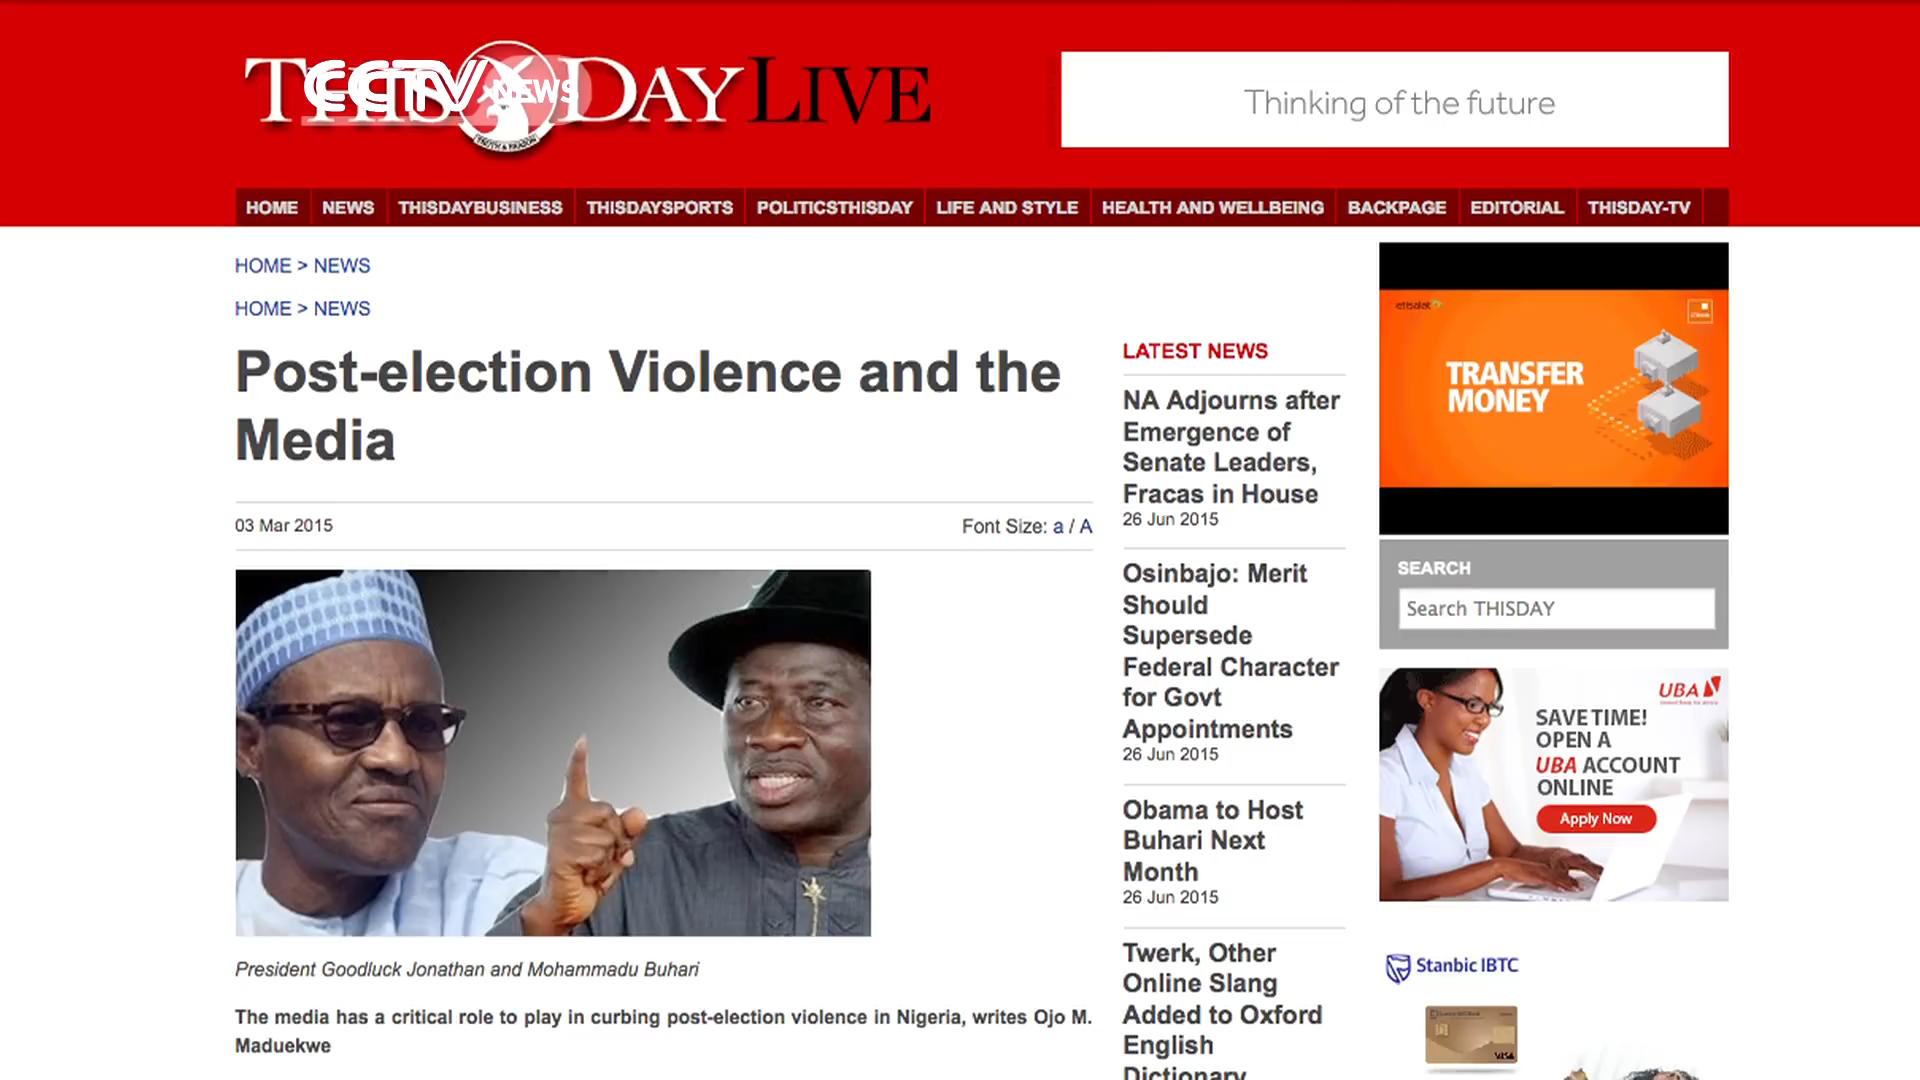 THISDAY LIVE
CCTV NEWS
TRUTH & REASON
Thinking of the future
HOME NEWS THISDAYBUSINESS THISDAYSPORTS POLITICSTHISDAY LIFE AND STYLE HEALTH AND WELLBEING BACKPAGE EDITORIAL THISDAY-TV
HOME > NEWS
HOME > NEWS
Post-election Violence and the
Media
03 Mar 2015
Font Size: a / A
President Goodluck Jonathan and Mohammadu Buhari
The media has a critical role to play in curbing post-election violence in Nigeria, writes Ojo M.
Maduekwe
LATEST NEWS
NA Adjourns after
Emergence of
Senate Leaders,
Fracas in House
26 Jun 2015
Osinbajo: Merit
Should
Supersede
Federal Character
for Govt
Appointments
26 Jun 2015
Obama to Host
Buhari Next
Month
26 Jun 2015
Twerk, Other
Online Slang
Added to Oxford
English
Dictionary
etisalat
TRANSFER
MONEY
SEARCH
Search THISDAY
UBA
SAVE TIME!
OPEN A
UBA ACCOUNT
ONLINE
Apply Now
Stanbic IBTC
VISA